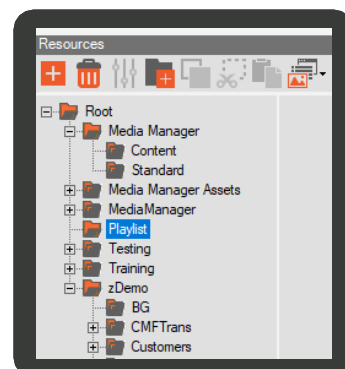 Resources
Root
Media Manager
Content
Standard
Media Manager Assets
MediaManager
Playlist
Testing
Training
zDemo
BG
CMFTrans
Customers